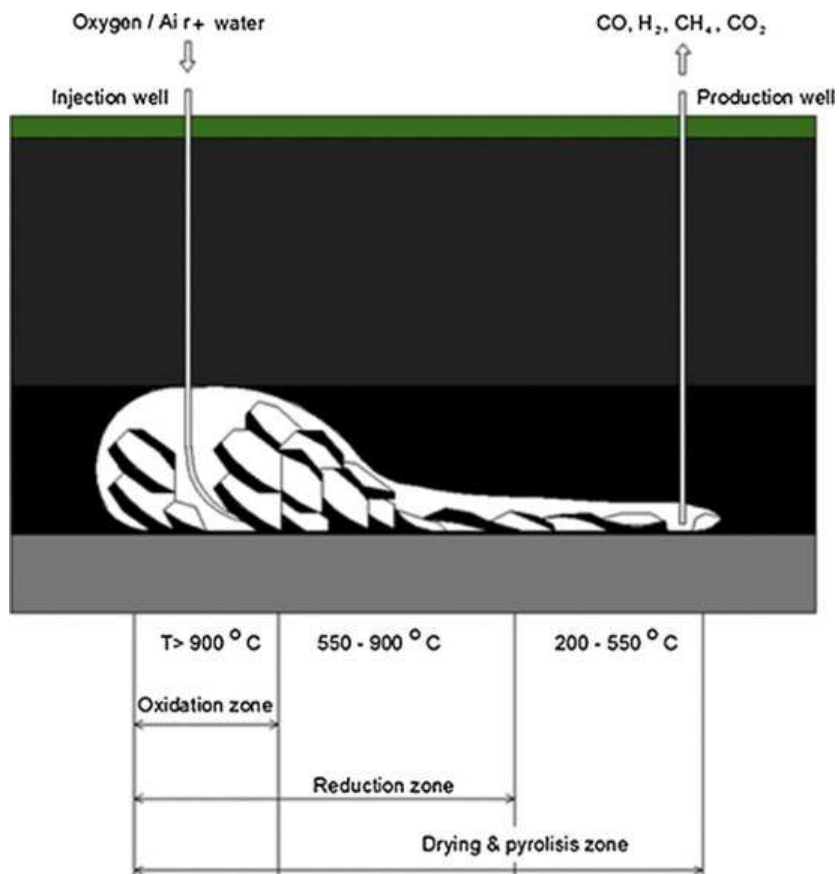 Oxygen / Air + water
CO, H₂, CH₄, CO₂
Injection well
Production well
T> 900 °C
550 - 900 °C
200 - 550 °C
Oxidation zone
Reduction zone
Drying & pyrolisis zone